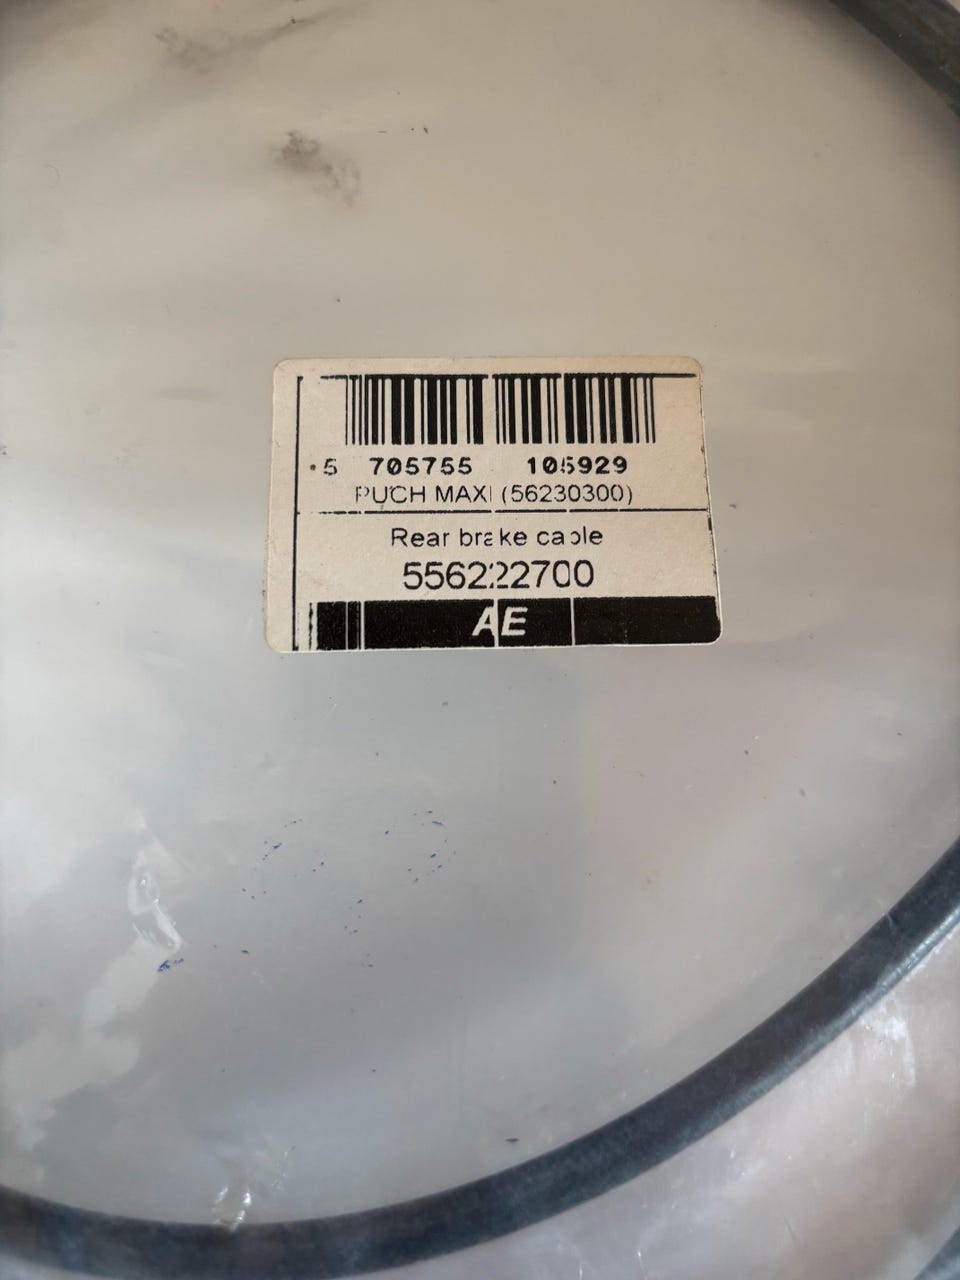 5 705755 105929
PUCH MAXI (56230300)
Rear brake cable
556222700
AE